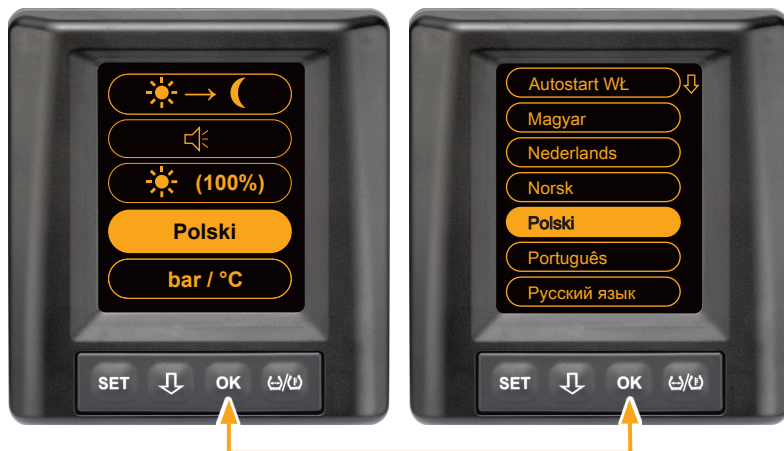 (100%)
Polski
bar / °C
SET OK
Autostart WŁ
Magyar
Nederlands
Norsk
Polski
Português
Русский язык
SET OK